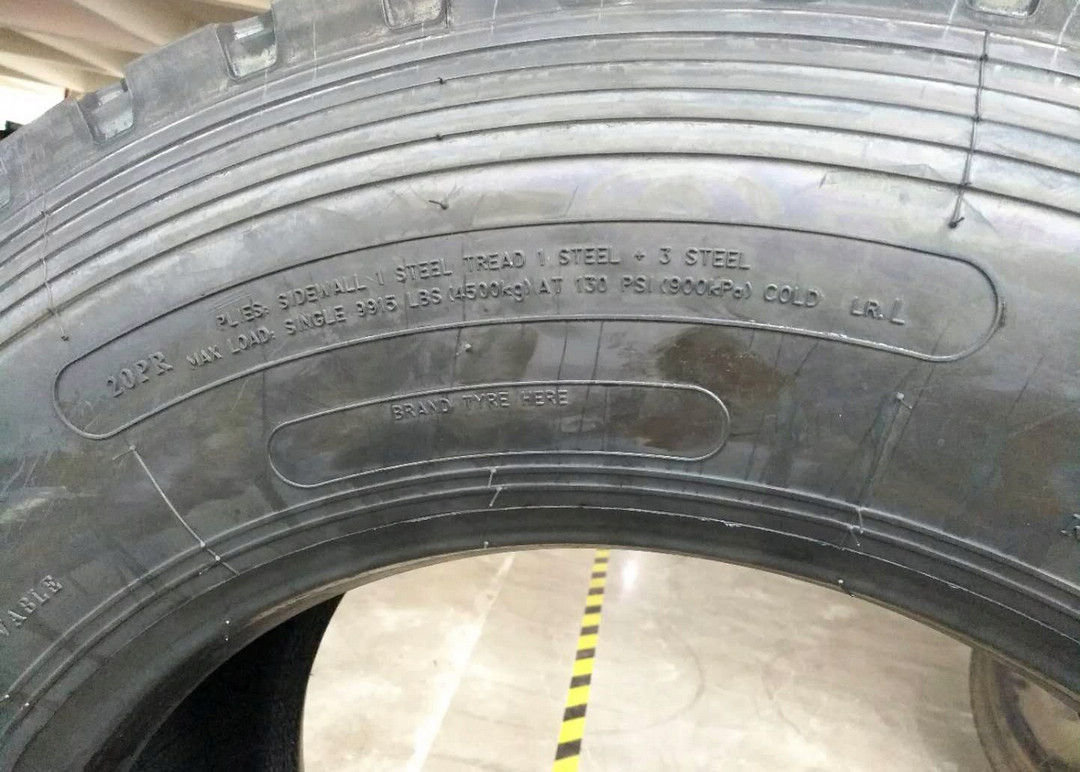 PLIES: SIDEWALL 1 STEEL TREAD 1 STEEL + 3 STEEL
20PR MAX LOAD: SINGLE 9915 LBS (4500kg) AT 130 PSI (900kPa) COLD LR. L
BRAND TYRE HERE
VABLE